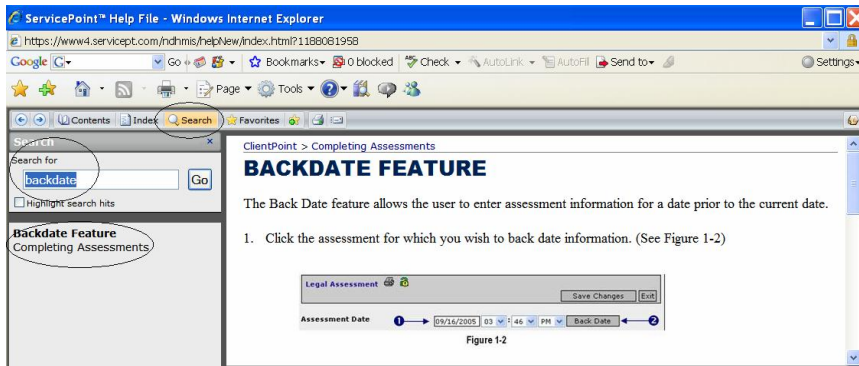 ServicePoint™ Help File - Windows Internet Explorer
https://www4.servicept.com/ndhmis/helpNew/index.html?1188081958
Google G Go Bookmarks 0 blocked Check AutoLink AutoFill Send to Settings
Page Tools
Contents Index Search Favorites
Search ×
Search for
backdate Go
Highlight search hits
Backdate Feature
Completing Assessments
ClientPoint > Completing Assessments
BACKDATE FEATURE
The Back Date feature allows the user to enter assessment information for a date prior to the current date.
1. Click the assessment for which you wish to back date information. (See Figure 1-2)
Legal Assessment
Save Changes Exit
Assessment Date 1 09/16/2005 03 : 46 PM Back Date 2
Figure 1-2